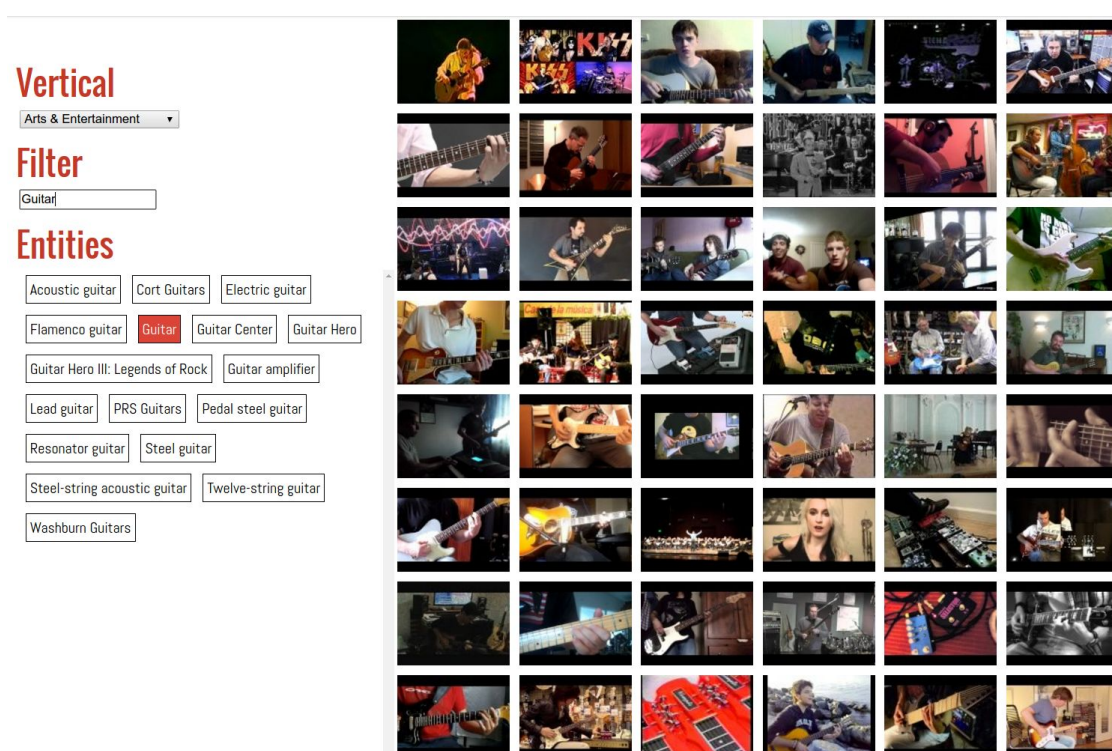 Vertical
Arts & Entertainment
Filter
Guitar
Entities
Acoustic guitar Cort Guitars Electric guitar
Flamenco guitar Guitar Guitar Center Guitar Hero
Guitar Hero III: Legends of Rock Guitar amplifier
Lead guitar PRS Guitars Pedal steel guitar
Resonator guitar Steel guitar
Steel-string acoustic guitar Twelve-string guitar
Washburn Guitars
KISS